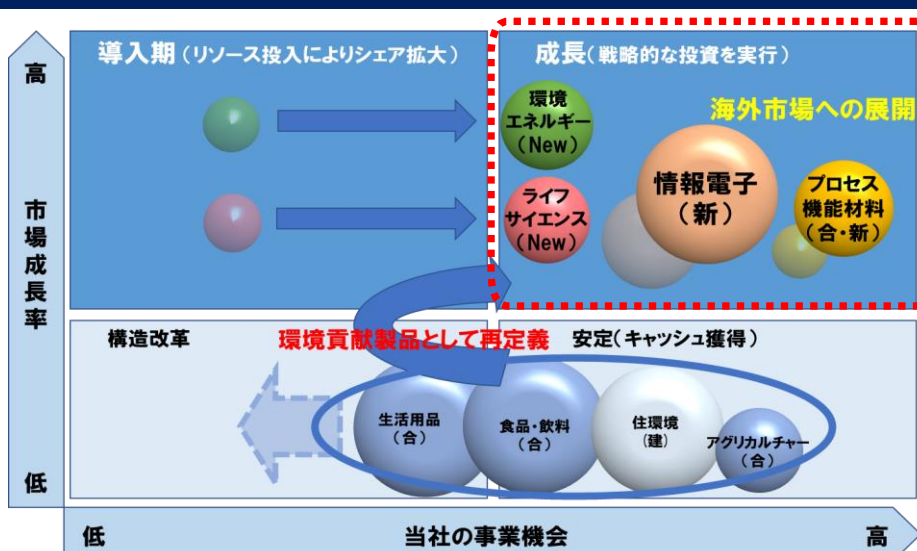 高
市場成長率
低
導入期(リソース投入によりシェア拡大)
成長(戦略的な投資を実行)
海外市場への展開
環境
エネルギー
(New)
ライフ
サイエンス
(New)
情報電子
(新)
プロセス
機能材料
(合・新)
構造改革
環境貢献製品として再定義
安定(キャッシュ獲得)
生活用品
(合)
食品・飲料
(合)
住環境
(建)
アグリカルチャー
(合)
低
当社の事業機会
高